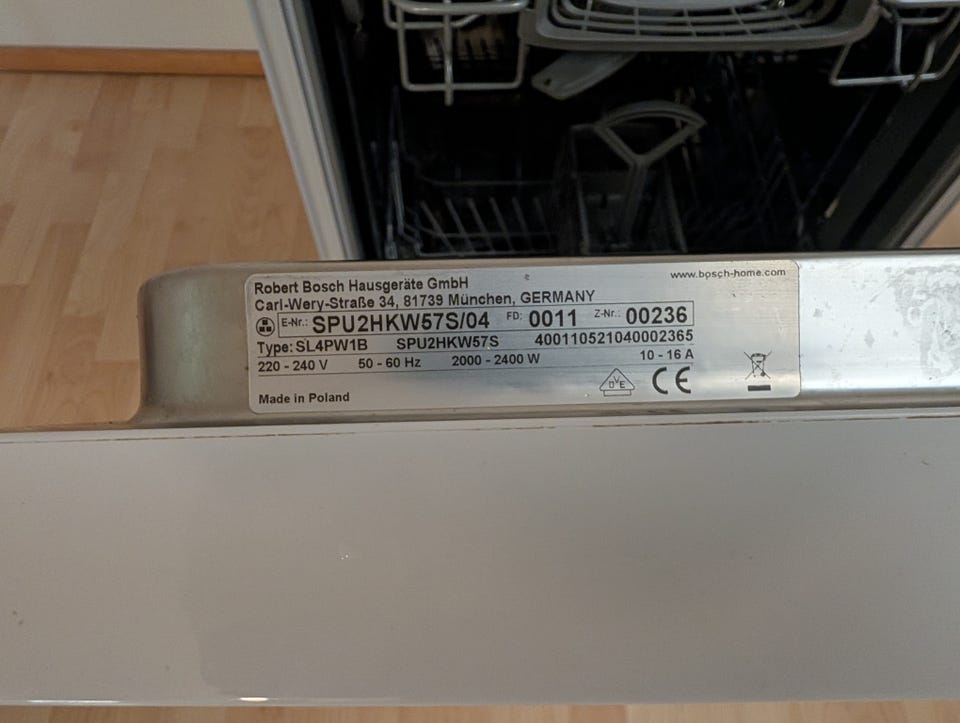 Robert Bosch Hausgeräte GmbH
www.bosch-home.com
Carl-Wery-Straße 34, 81739 München, GERMANY
E-Nr.: SPU2HKW57S/04 FD: 0011 Z-Nr.: 00236
Type: SL4PW1B SPU2HKW57S 400110521040002365
220 - 240 V 50 - 60 Hz 2000 - 2400 W 10 - 16 A
DVE CE
Made in Poland